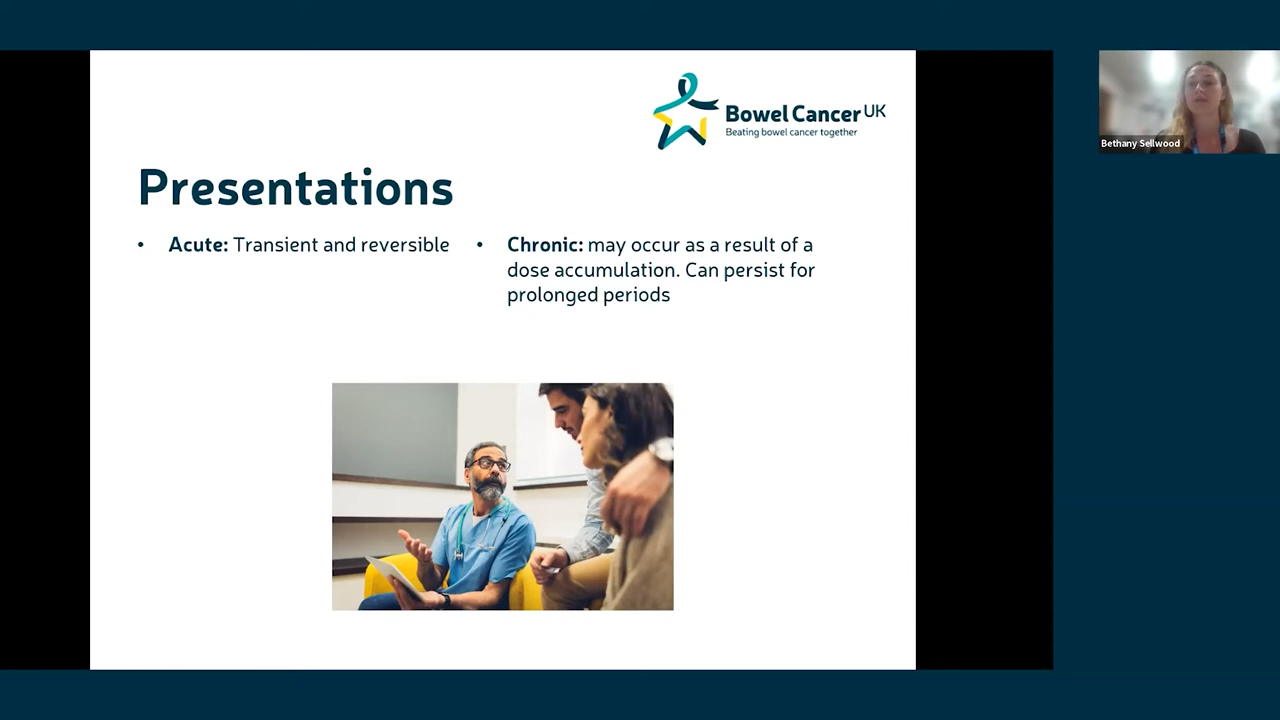 Bowel Cancer UK
Beating bowel cancer together
Presentations
• Acute: Transient and reversible
• Chronic: may occur as a result of a
dose accumulation. Can persist for
prolonged periods
Bethany Sellwood